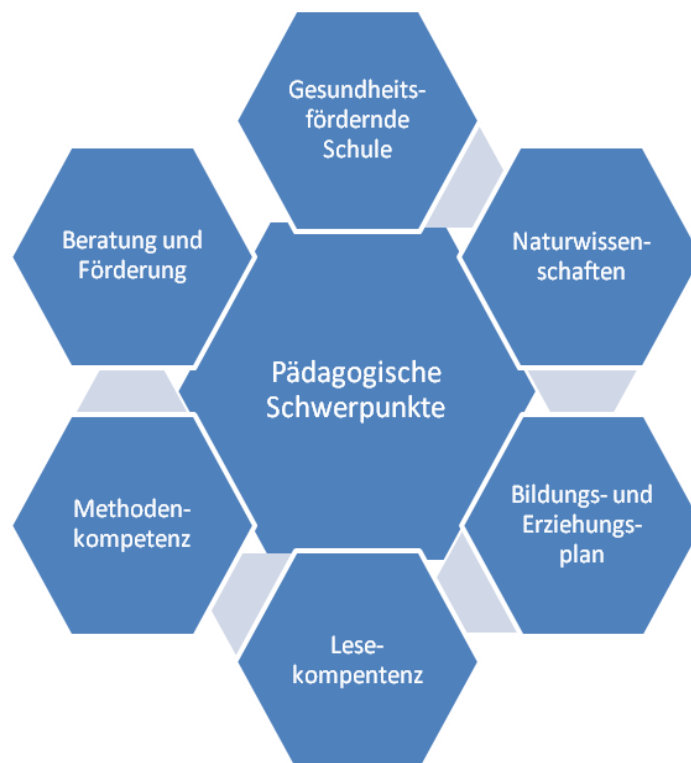 Gesundheits-
fördernde
Schule
Beratung und
Förderung
Naturwissen-
schaften
Pädagogische
Schwerpunkte
Methoden-
kompetenz
Bildungs- und
Erziehungs-
plan
Lese-
kompentenz